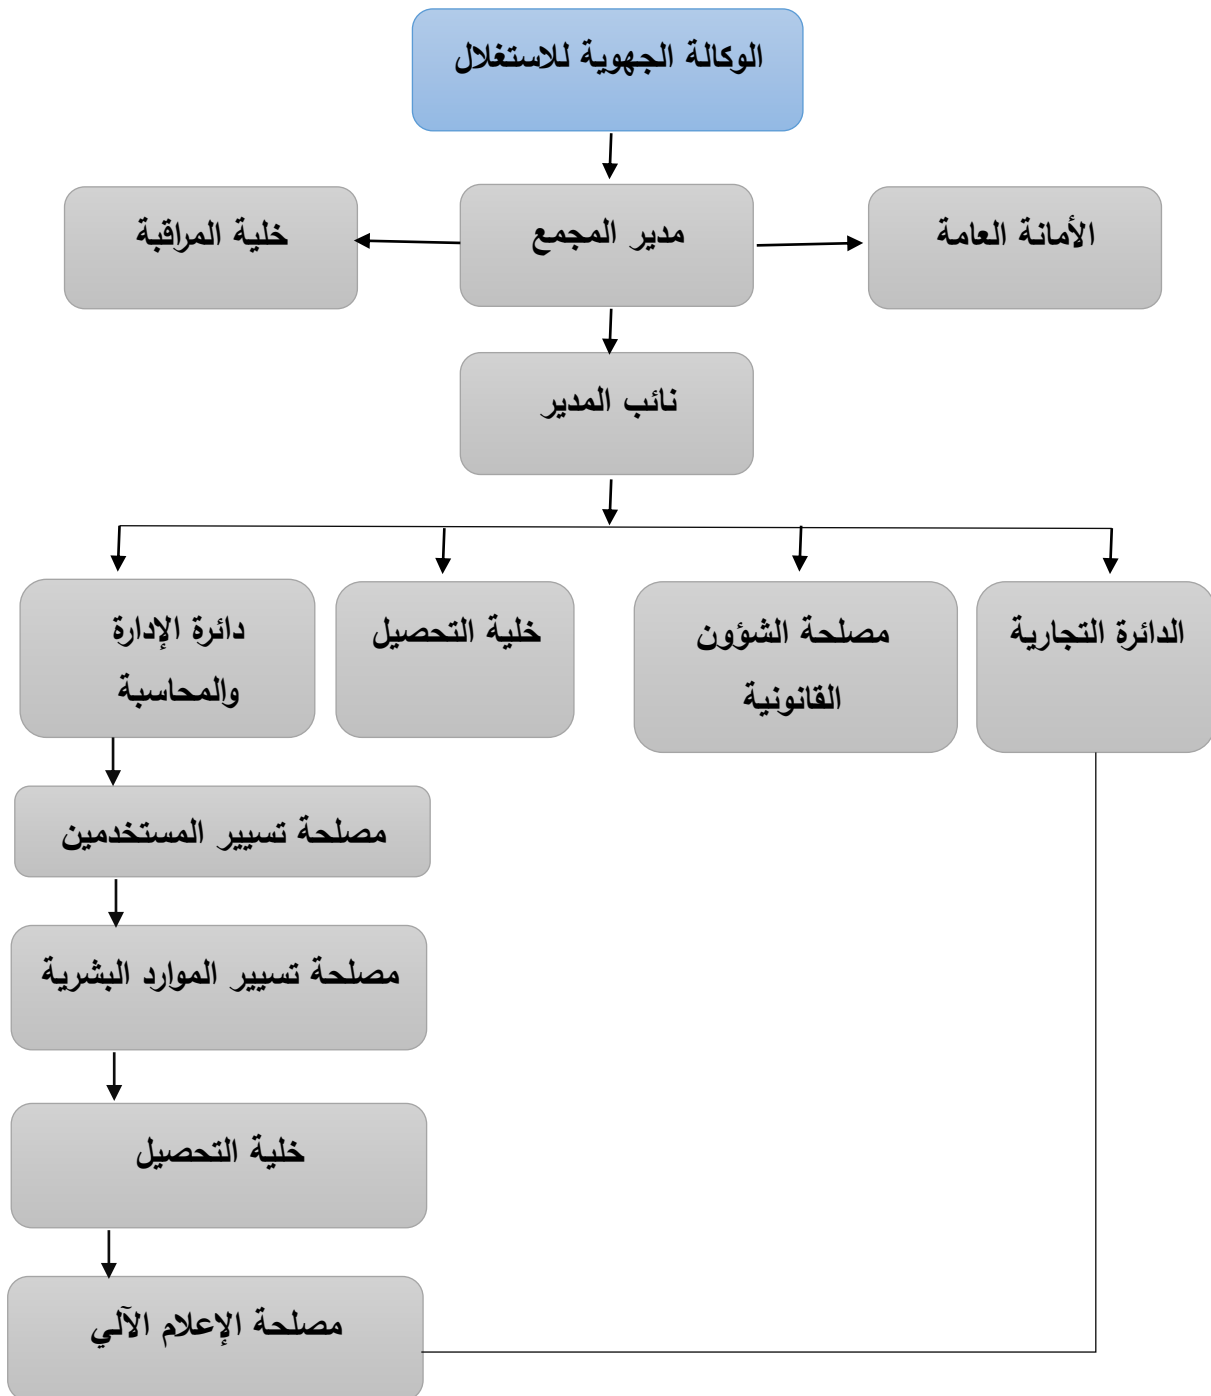 الوكالة الجهوية للاستغلال
الأمانة العامة
مدير المجمع
خلية المراقبة
نائب المدير
الدائرة التجارية
مصلحة الشؤون
القانونية
خلية التحصيل
دائرة الإدارة
والمحاسبة
مصلحة تسيير المستخدمين
مصلحة تسيير الموارد البشرية
خلية التحصيل
مصلحة الإعلام الآلي